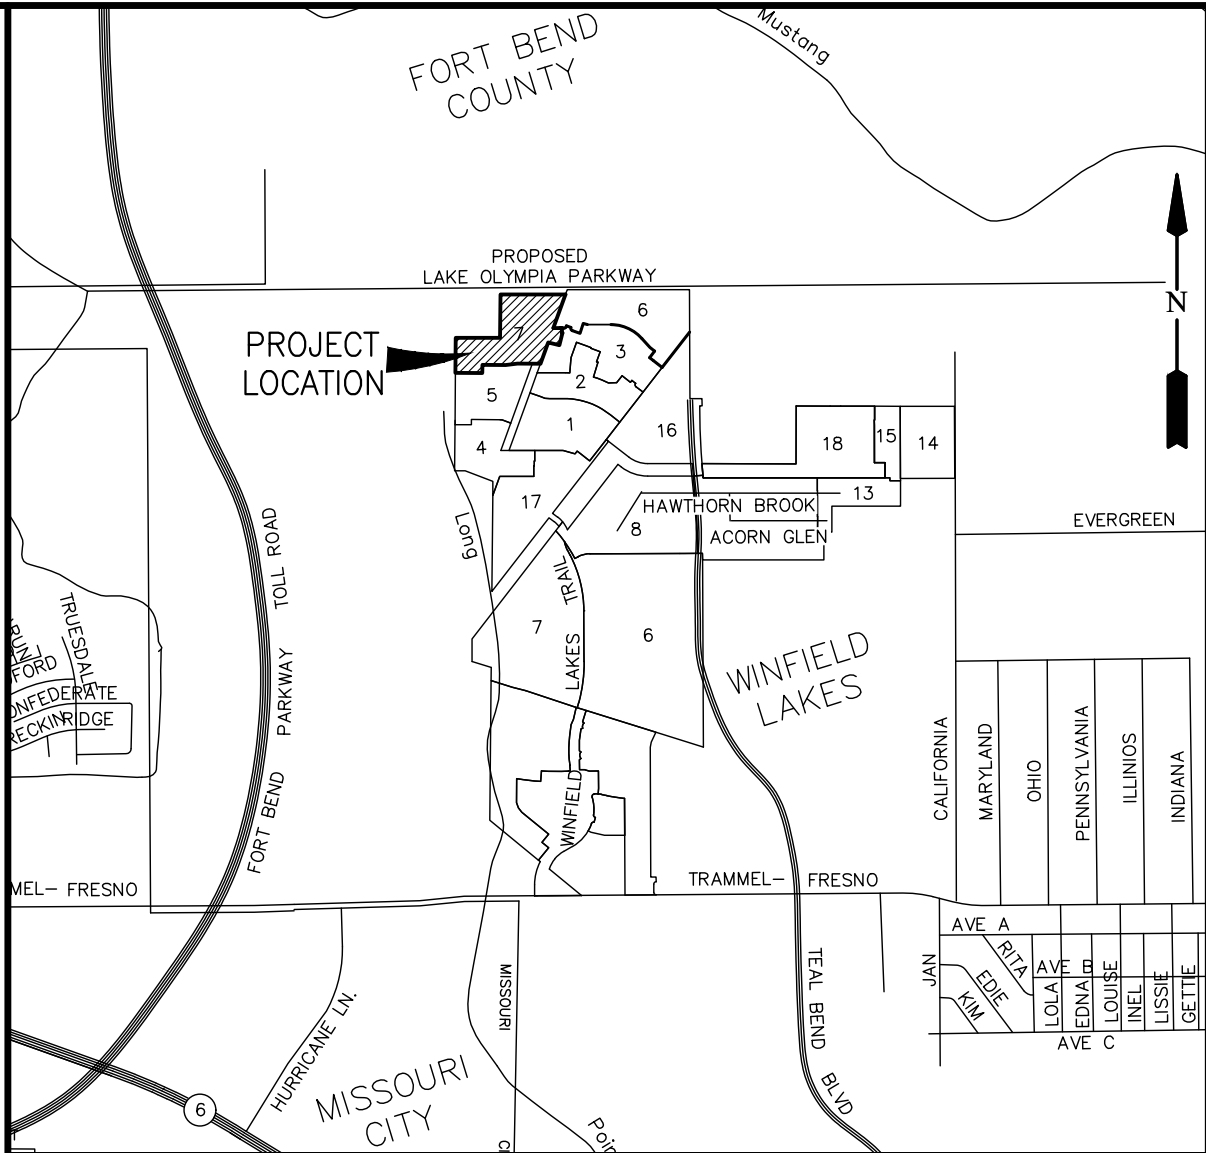 Mustang
FORT BEND
COUNTY
PROPOSED
LAKE OLYMPIA PARKWAY
N
6
7
PROJECT
LOCATION
3
2
5
1
4
16
18
15
14
17
13
HAWTHORN BROOK
8
ACORN GLEN
EVERGREEN
Long
FORT BEND PARKWAY TOLL ROAD
TRUESDALE
RUN
FORD
ONFEDERATE
RECKINRIDGE
7
6
WINFIELD LAKES TRAIL
WINFIELD
LAKES
CALIFORNIA
MARYLAND
OHIO
PENNSYLVANIA
ILLINIOS
INDIANA
MEL- FRESNO
TRAMMEL- FRESNO
AVE A
JAN
RITA
EDIE
KIM
AVE B
LOLA
EDNA
LOUISE
INEL
LISSIE
GETTIE
AVE C
TEAL BEND BLVD
MISSOURI
CI
HURRICANE LN.
MISSOURI
CITY
6
Poin